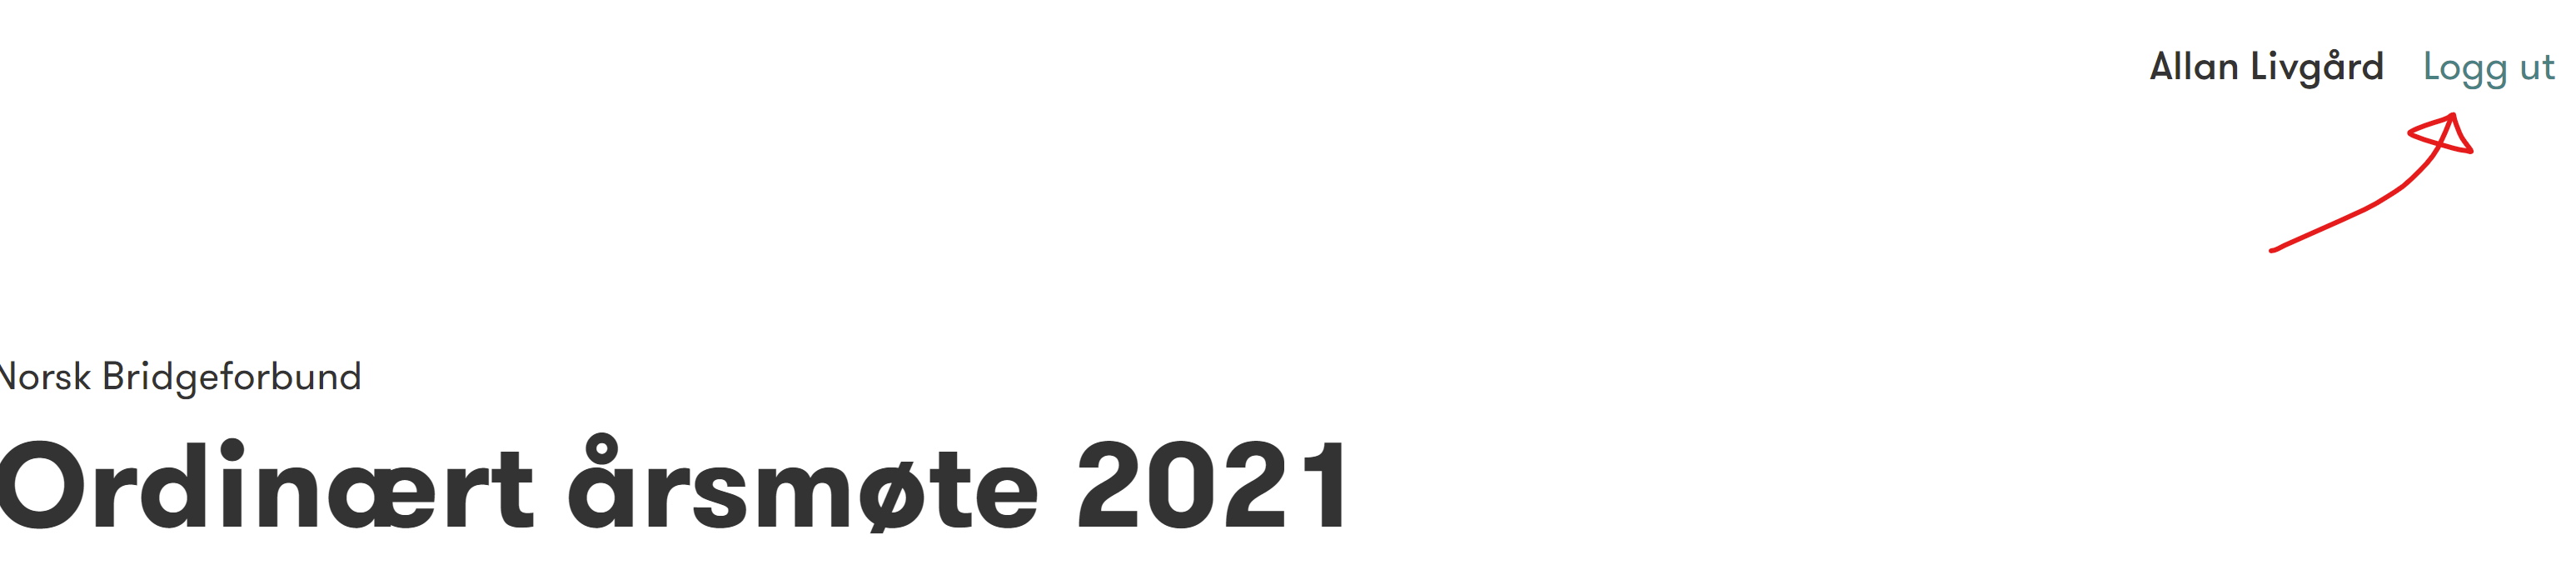 Allan Livgård Logg ut
Norsk Bridgeforbund
Ordinært årsmøte 2021